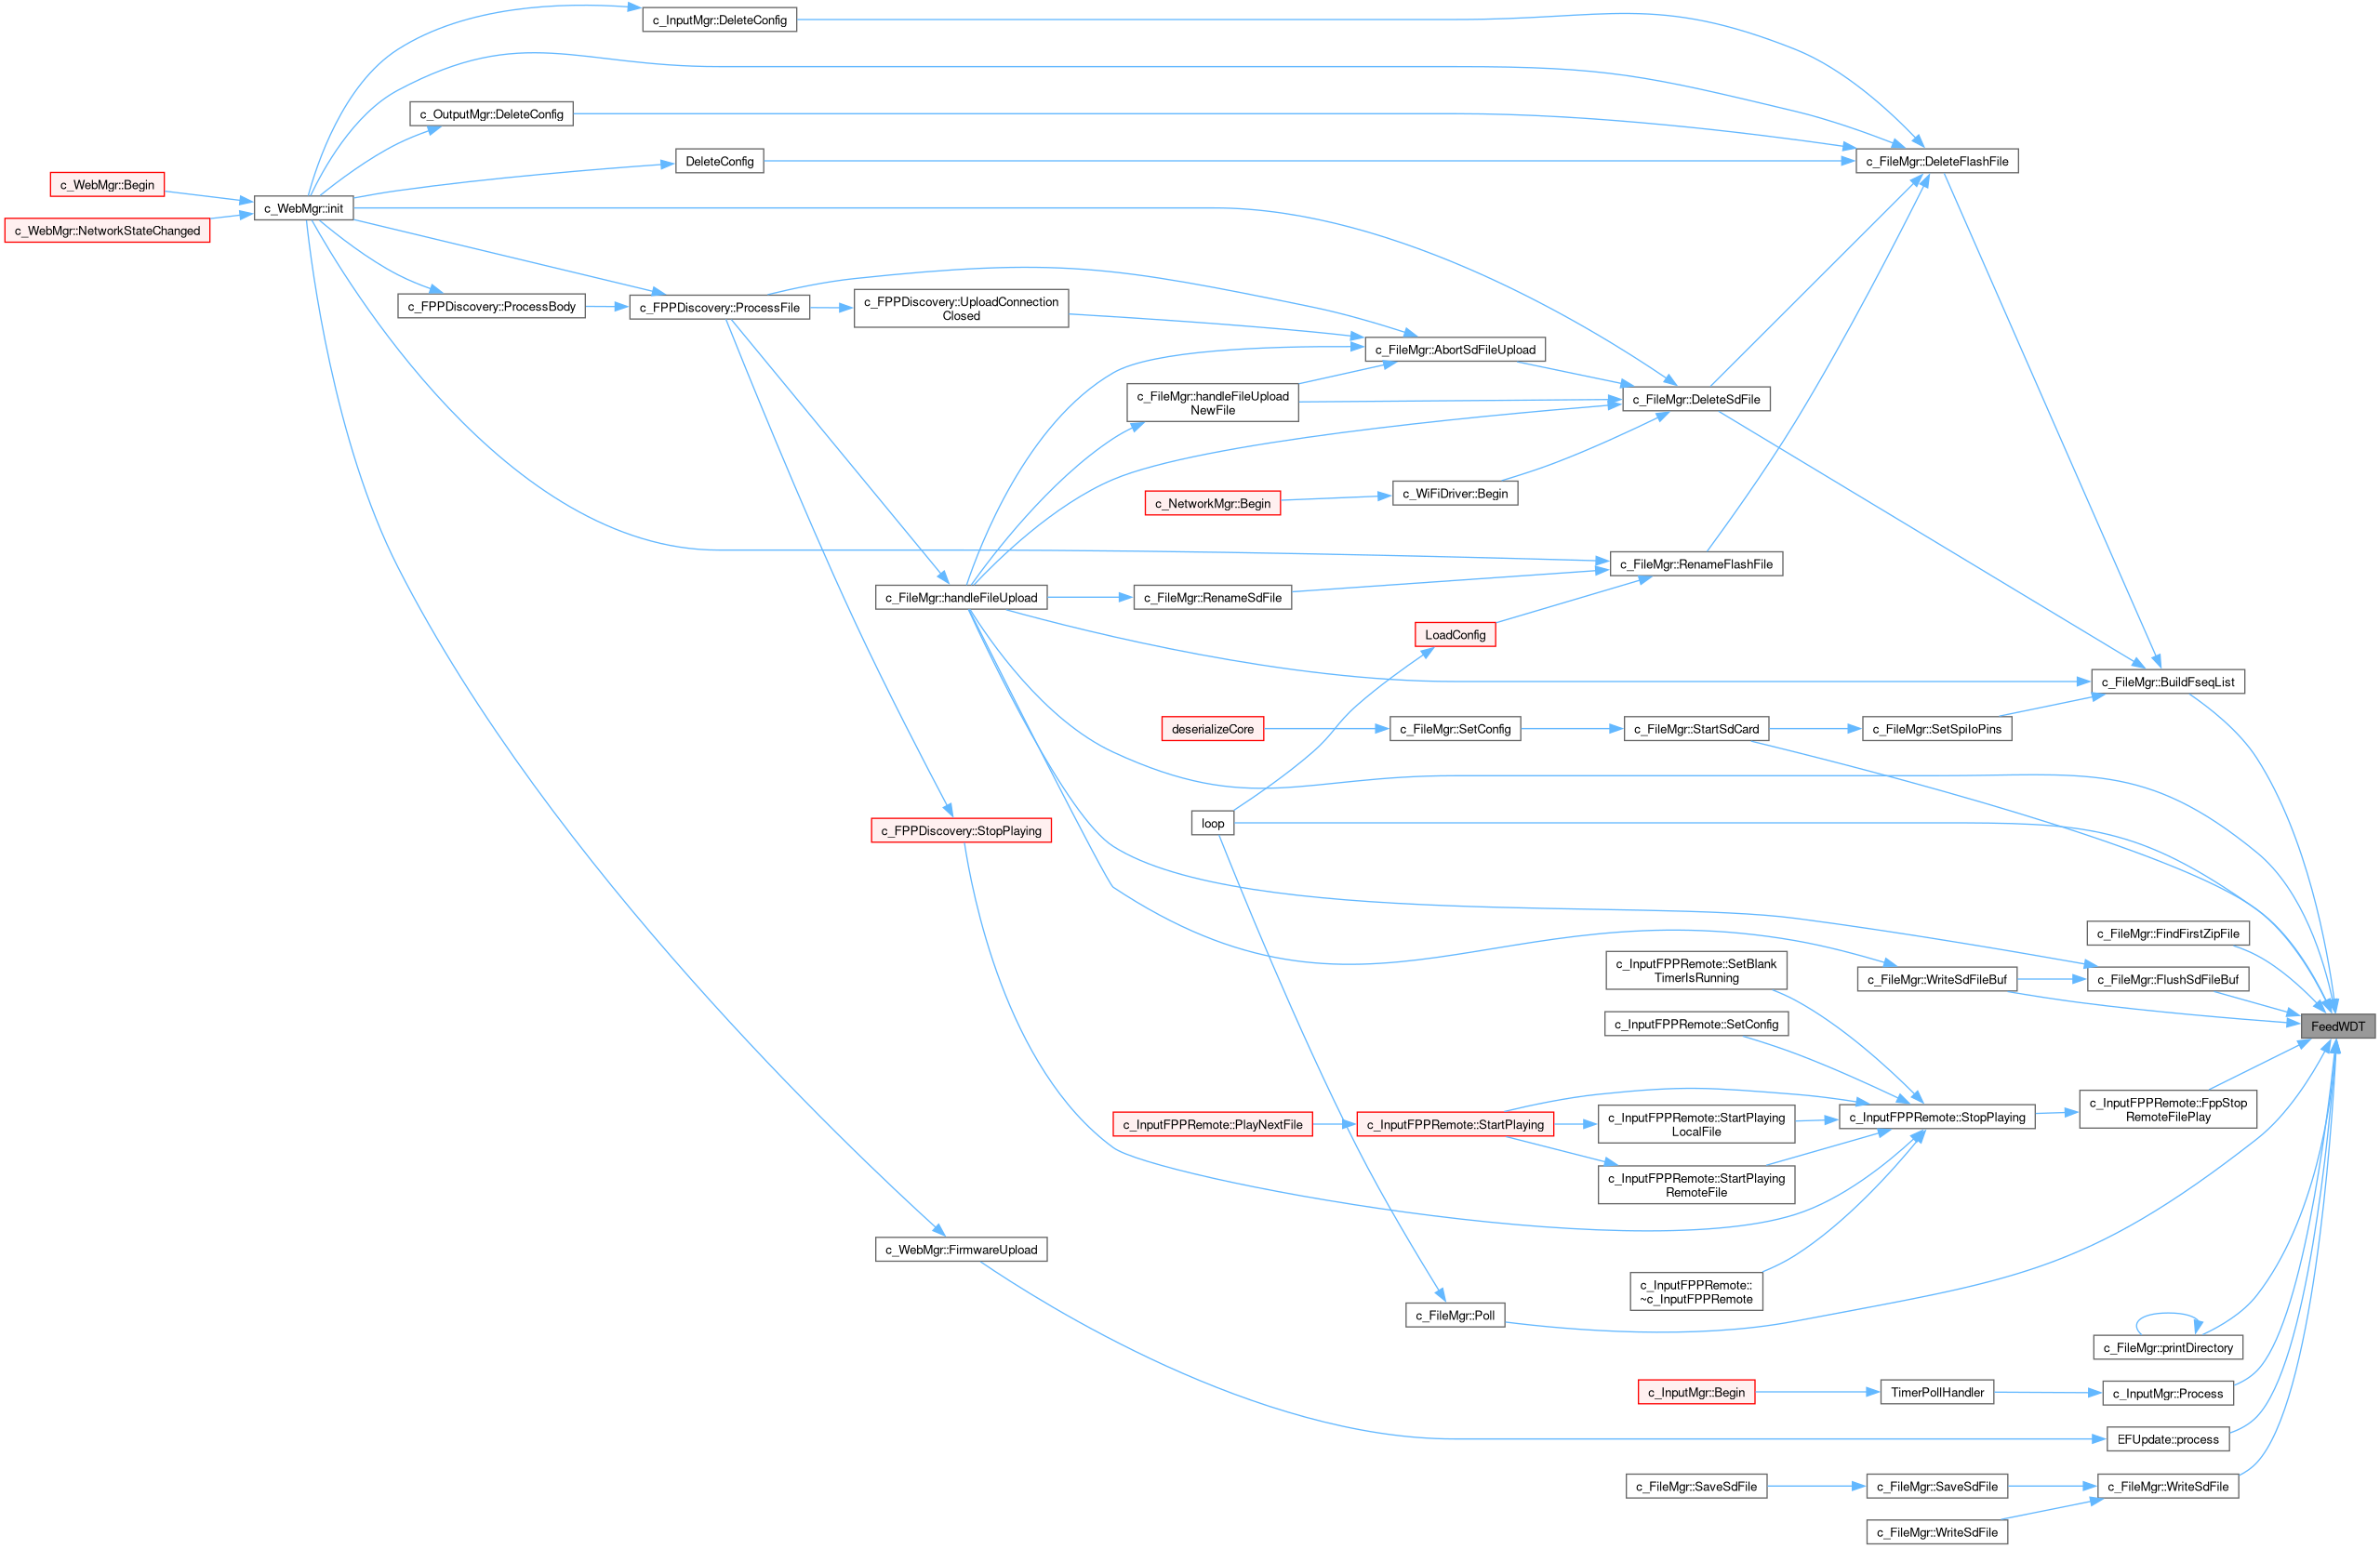 c_InputMgr::DeleteConfig
c_OutputMgr::DeleteConfig
DeleteConfig
c_FileMgr::DeleteFlashFile
c_WebMgr::Begin
c_WebMgr::init
c_WebMgr::NetworkStateChanged
c_FPPDiscovery::ProcessBody
c_FPPDiscovery::ProcessFile
c_FPPDiscovery::UploadConnection
Closed
c_FileMgr::AbortSdFileUpload
c_FileMgr::handleFileUpload
NewFile
c_FileMgr::DeleteSdFile
c_NetworkMgr::Begin
c_WiFiDriver::Begin
c_FileMgr::RenameFlashFile
c_FileMgr::handleFileUpload
c_FileMgr::RenameSdFile
LoadConfig
c_FileMgr::BuildFseqList
deserializeCore
c_FileMgr::SetConfig
c_FileMgr::StartSdCard
c_FileMgr::SetSpiIoPins
loop
c_FPPDiscovery::StopPlaying
c_FileMgr::FindFirstZipFile
c_InputFPPRemote::SetBlank
TimerIsRunning
c_FileMgr::WriteSdFileBuf
c_FileMgr::FlushSdFileBuf
c_InputFPPRemote::SetConfig
FeedWDT
c_InputFPPRemote::PlayNextFile
c_InputFPPRemote::StartPlaying
c_InputFPPRemote::StartPlaying
LocalFile
c_InputFPPRemote::StopPlaying
c_InputFPPRemote::FppStop
RemoteFilePlay
c_InputFPPRemote::StartPlaying
RemoteFile
c_WebMgr::FirmwareUpload
c_InputFPPRemote::
~c_InputFPPRemote
c_FileMgr::Poll
c_FileMgr::printDirectory
c_InputMgr::Begin
TimerPollHandler
c_InputMgr::Process
EFUpdate::process
c_FileMgr::SaveSdFile
c_FileMgr::SaveSdFile
c_FileMgr::WriteSdFile
c_FileMgr::WriteSdFile